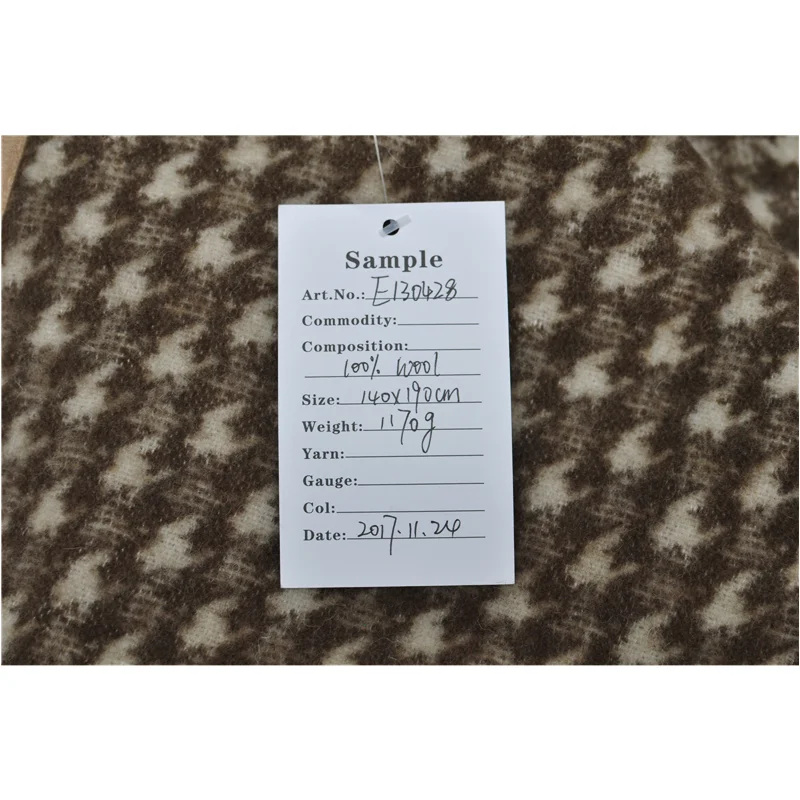 Sample
Art.No.: E130428
Commodity:
Composition:
100% wool
Size: 140x190cm
Weight: 1170g
Yarn:
Gauge:
Col:
Date: 2017.11.24